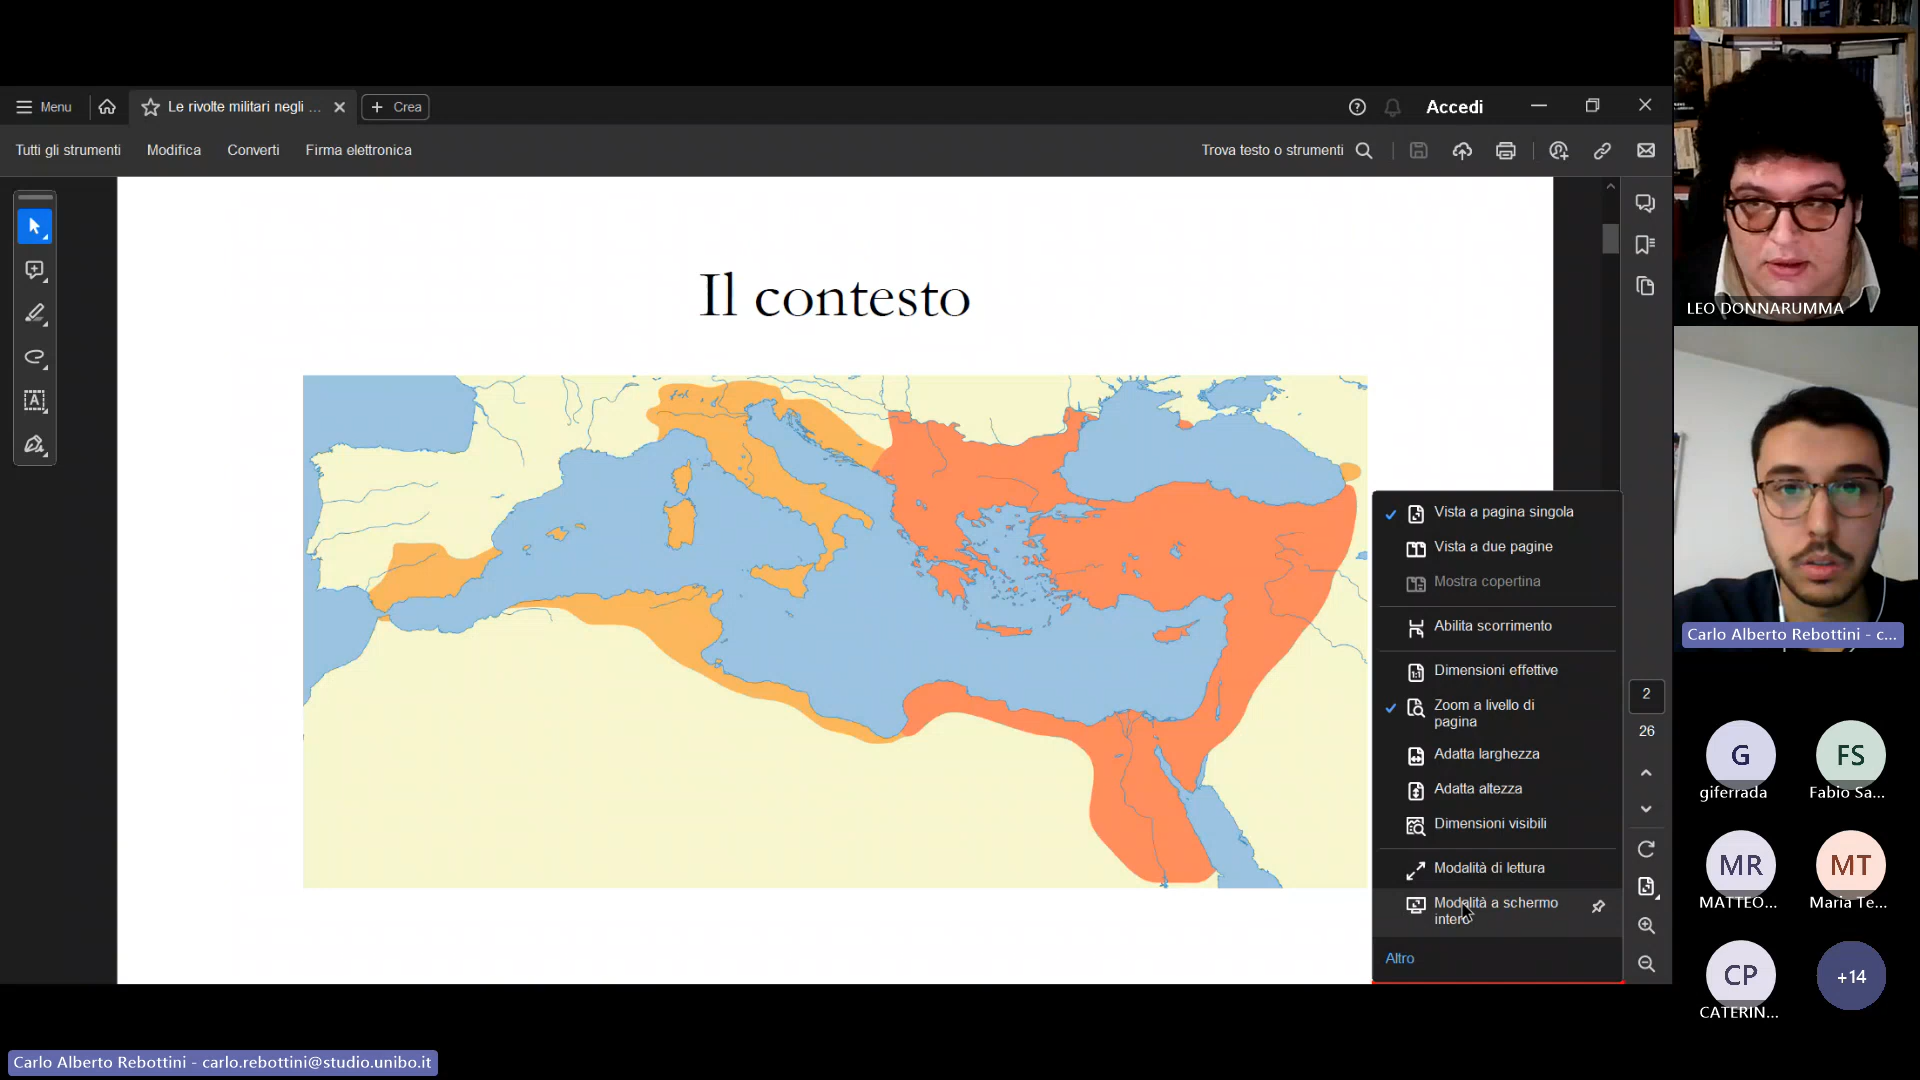 Menu
Le rivolte militari negli ...
Crea
Accedi
Tutti gli strumenti
Modifica
Converti
Firma elettronica
Trova testo o strumenti
Il contesto
Vista a pagina singola
Vista a due pagine
Mostra copertina
Abilita scorrimento
Dimensioni effettive
Zoom a livello di
pagina
Adatta larghezza
Adatta altezza
Dimensioni visibili
Modalità di lettura
Modalità a schermo
intero
Altro
2
26
LEO DONNARUMMA
Carlo Alberto Rebottini - c...
G
giferrada
FS
Fabio Sa...
MR
MATTEO...
MT
Maria Te...
CP
CATERIN...
+14
Carlo Alberto Rebottini - carlo.rebottini@studio.unibo.it